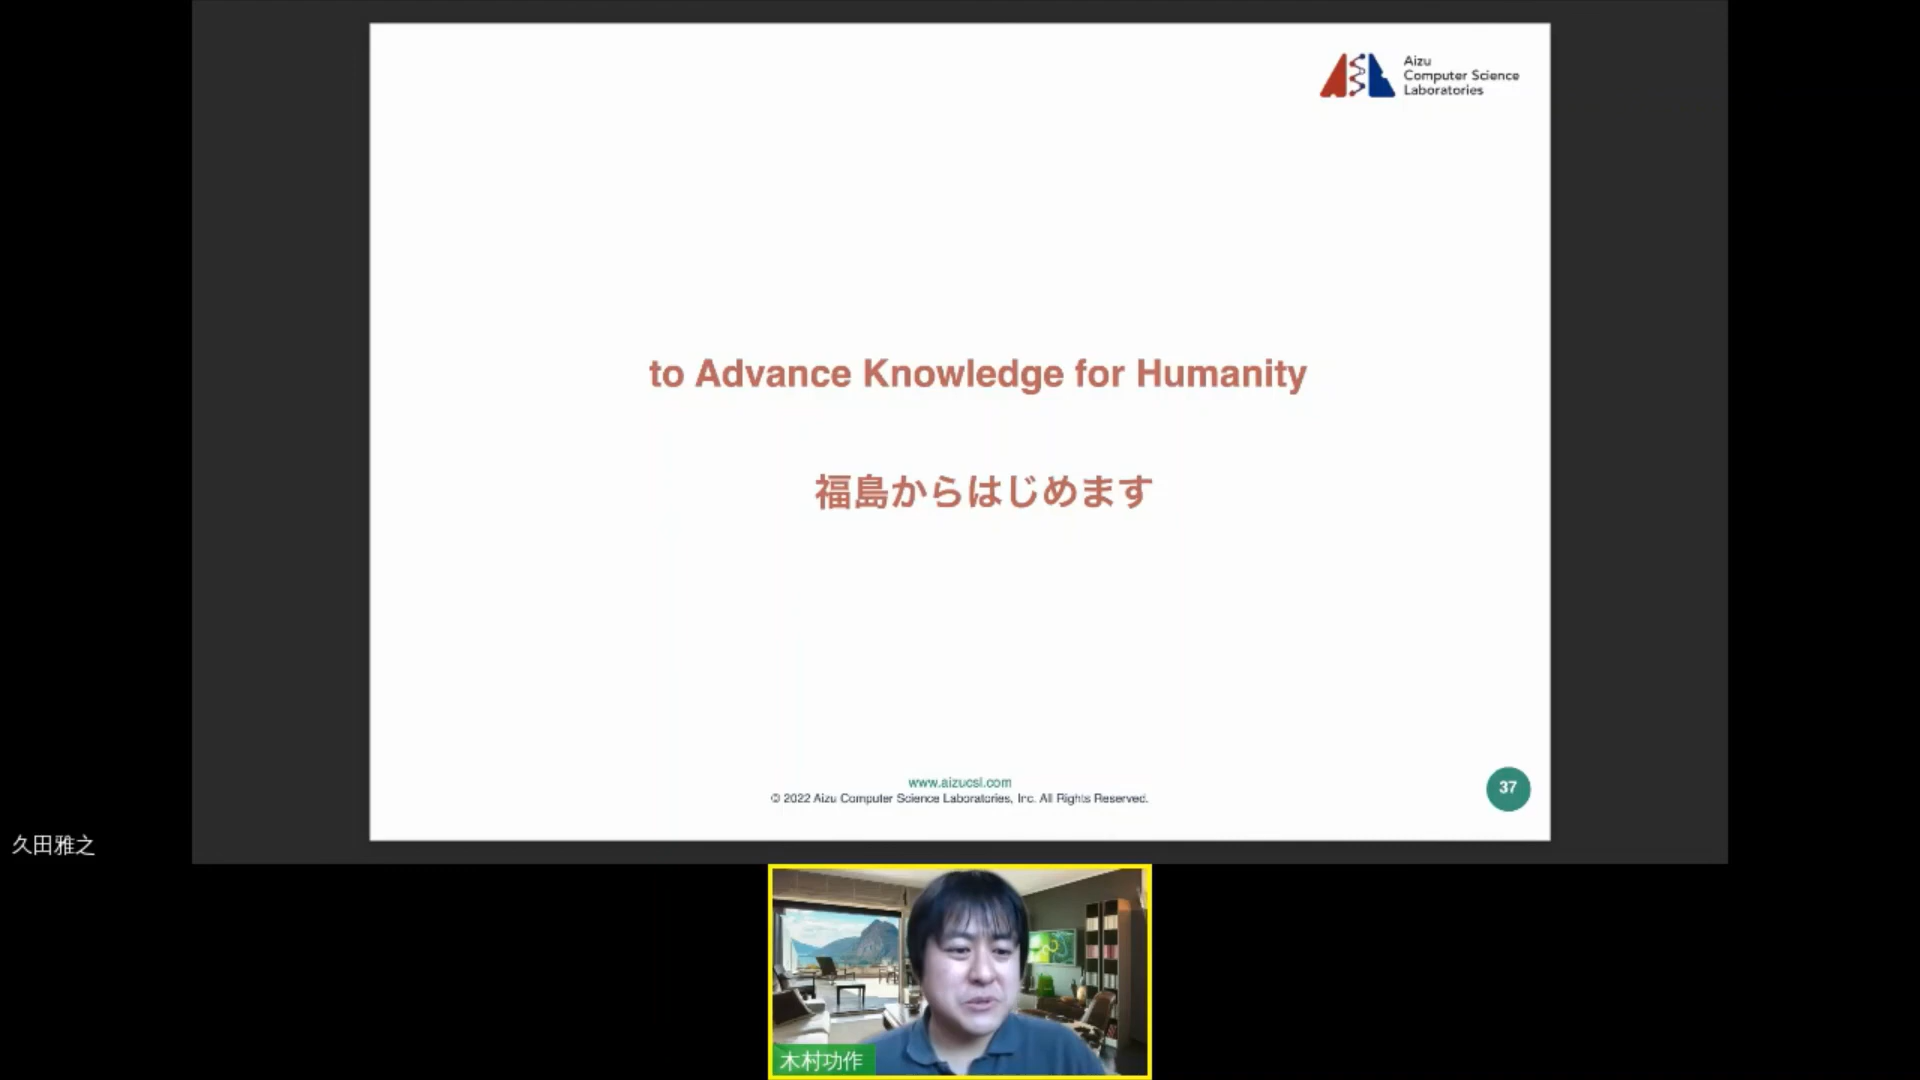 Aizu
Computer Science
Laboratories
to Advance Knowledge for Humanity
福島からはじめます
www.aizucsl.com
© 2022 Aizu Computer Science Laboratories, Inc. All Rights Reserved.
37
久田雅之
木村功作